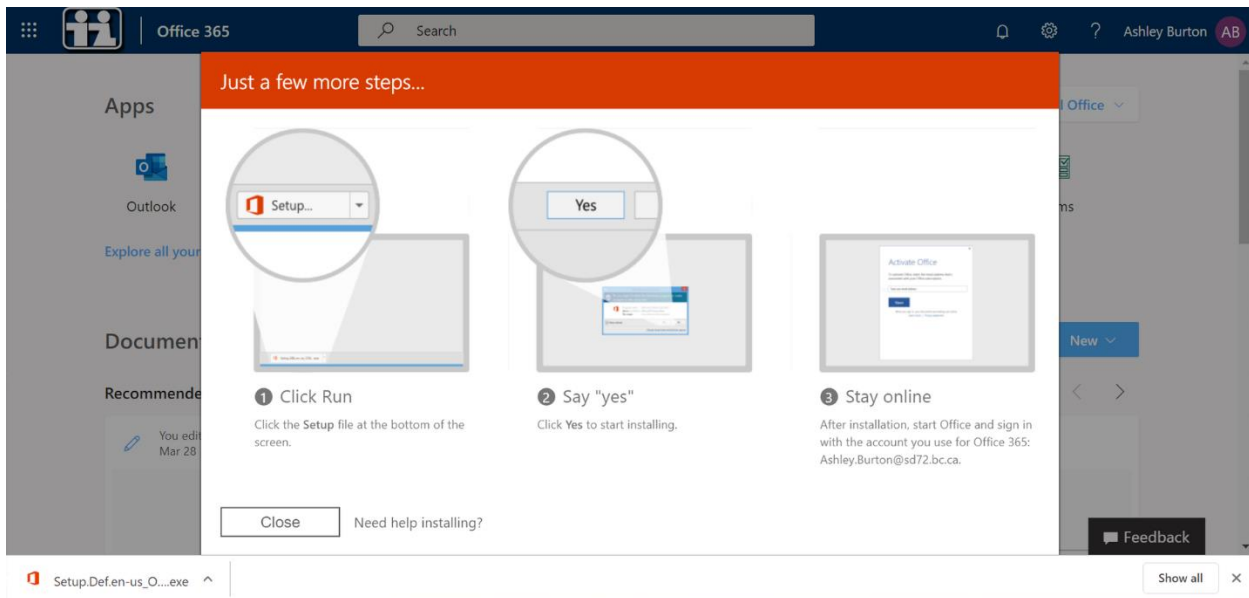 Office 365
Search
Ashley Burton
AB
Just a few more steps...
Apps
l Office
Outlook
ms
Explore all your
Setup...
Yes
Activate Office
Documen
New
Recommende
You edit
Mar 28
1 Click Run
Click the Setup file at the bottom of the
screen.
2 Say "yes"
Click Yes to start installing.
3 Stay online
After installation, start Office and sign in
with the account you use for Office 365:
Ashley.Burton@sd72.bc.ca.
Close
Need help installing?
Feedback
Setup.Def.en-us_O....exe
Show all